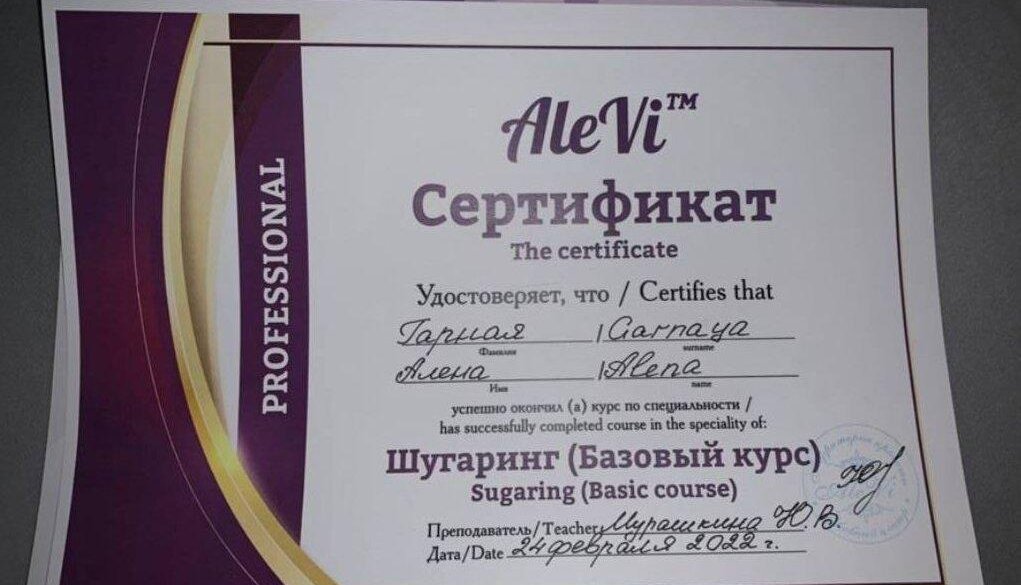 PROFESSIONAL
AleVi™
Сертификат
The certificate
Удостоверяет, что / Certifies that
Гарная / Garnaya
Фамилия surname
Алена / Alena
Имя name
успешно окончил (а) курс по специальности /
has successfully completed course in the speciality of:
Шугаринг (Базовый курс)
Sugaring (Basic course)
Преподаватель/Teacher Мурашкина Ю.В.
Дата/Date 24 февраля 2022 г.